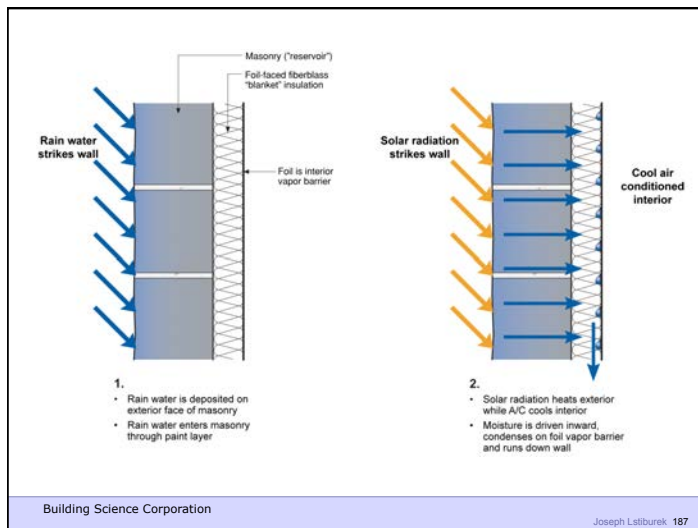 Masonry ("reservoir")
Foil-faced fiberblass
"blanket" insulation
Rain water
strikes wall
Foil is interior
vapor barrier
1.
• Rain water is deposited on
exterior face of masonry
• Rain water enters masonry
through paint layer
Solar radiation
strikes wall
Cool air
conditioned
interior
2.
• Solar radiation heats exterior
while A/C cools interior
• Moisture is driven inward,
condenses on foil vapor barrier
and runs down wall
Building Science Corporation
Joseph Lstiburek 187